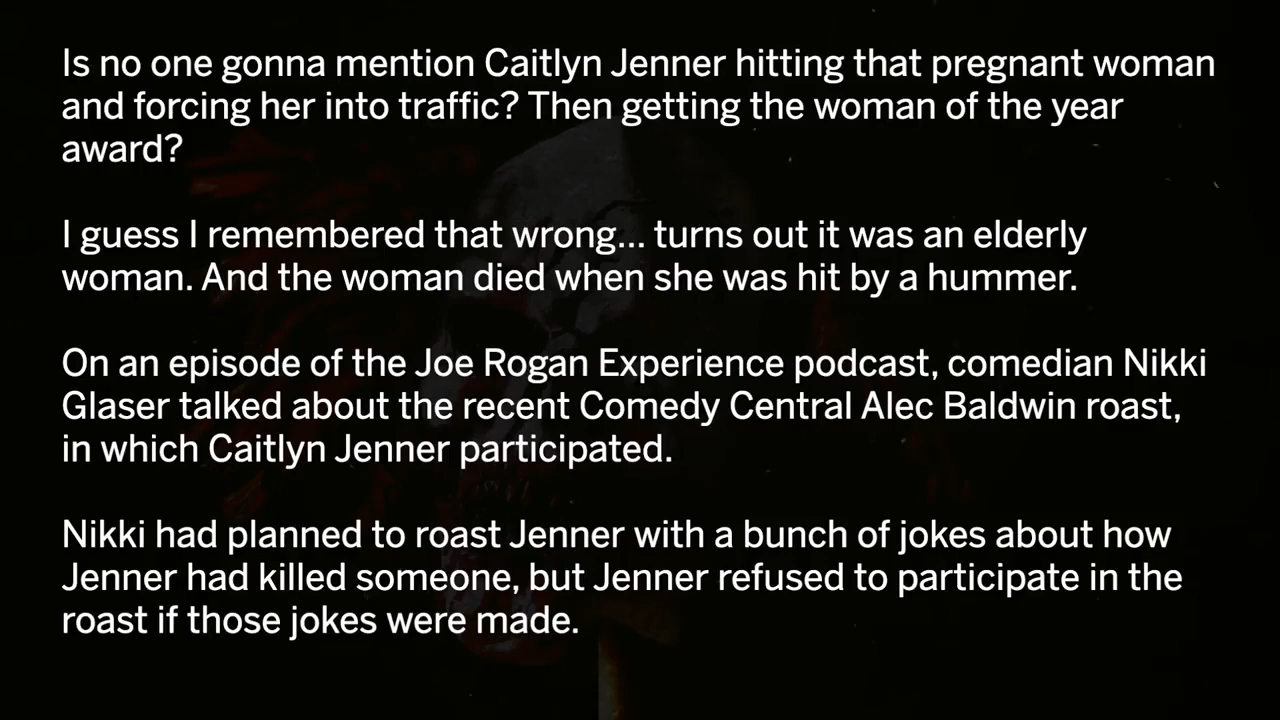 Is no one gonna mention Caitlyn Jenner hitting that pregnant woman
and forcing her into traffic? Then getting the woman of the year
award?
I guess I remembered that wrong... turns out it was an elderly
woman. And the woman died when she was hit by a hummer.
On an episode of the Joe Rogan Experience podcast, comedian Nikki
Glaser talked about the recent Comedy Central Alec Baldwin roast,
in which Caitlyn Jenner participated.
Nikki had planned to roast Jenner with a bunch of jokes about how
Jenner had killed someone, but Jenner refused to participate in the
roast if those jokes were made.